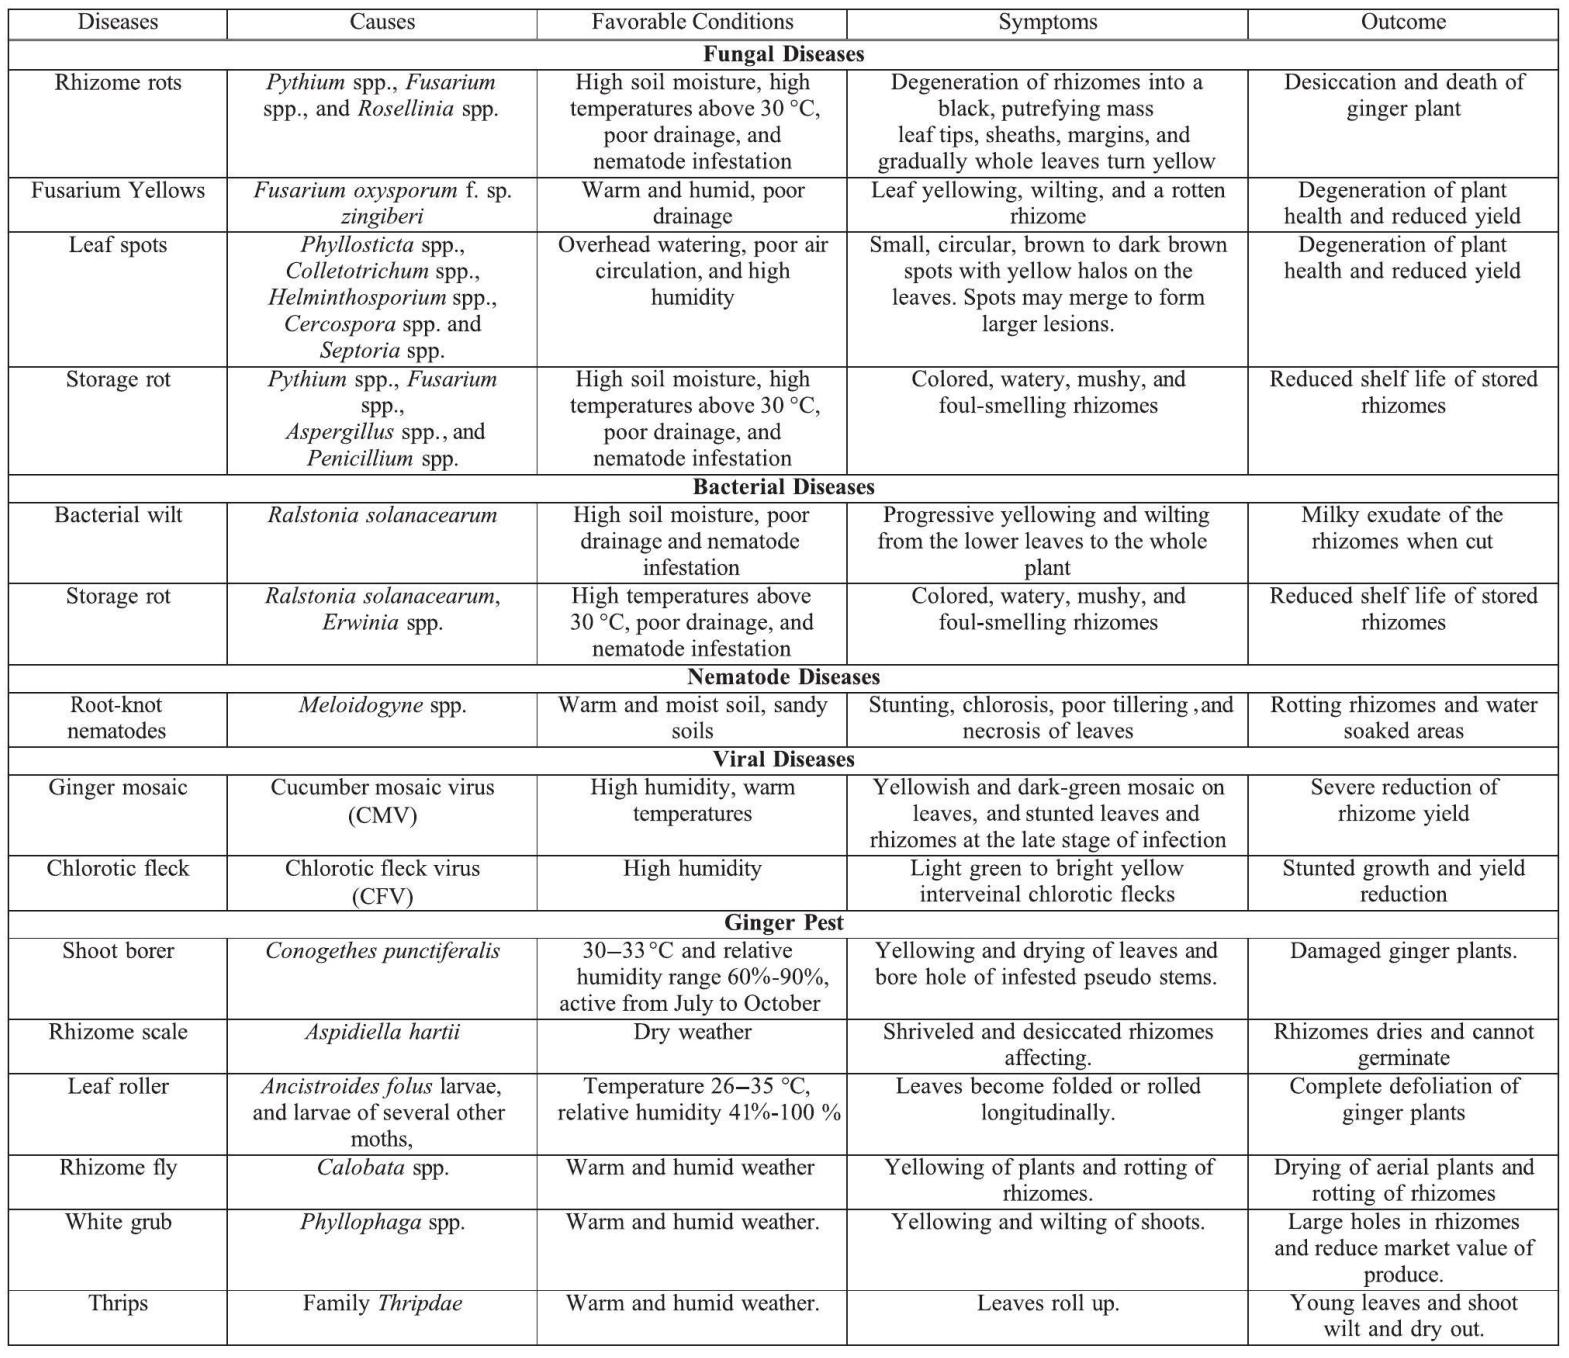 Diseases Causes Favorable Conditions Symptoms Outcome
Fungal Diseases
Rhizome rots Pythium spp., Fusarium High soil moisture, high Degeneration of rhizomes into a Desiccation and death of
spp., and Rosellinia spp. temperatures above 30 °C, black, putrefying mass ginger plant
poor drainage, and leaf tips, sheaths, margins, and
nematode infestation gradually whole leaves turn yellow
Fusarium Yellows Fusarium oxysporum f. sp. Warm and humid, poor Leaf yellowing, wilting, and a rotten Degeneration of plant
zingiberi drainage rhizome health and reduced yield
Leaf spots Phyllosticta spp., Overhead watering, poor air Small, circular, brown to dark brown Degeneration of plant
Colletotrichum spp., circulation, and high spots with yellow halos on the health and reduced yield
Helminthosporium spp., humidity leaves. Spots may merge to form
Cercospora spp. and larger lesions.
Septoria spp.
Storage rot Pythium spp., Fusarium High soil moisture, high Colored, watery, mushy, and Reduced shelf life of stored
spp., temperatures above 30 °C, foul-smelling rhizomes rhizomes
Aspergillus spp., and poor drainage, and
Penicillium spp. nematode infestation
Bacterial Diseases
Bacterial wilt Ralstonia solanacearum High soil moisture, poor Progressive yellowing and wilting Milky exudate of the
drainage and nematode from the lower leaves to the whole rhizomes when cut
infestation plant
Storage rot Ralstonia solanacearum, High temperatures above Colored, watery, mushy, and Reduced shelf life of stored
Erwinia spp. 30 °C, poor drainage, and foul-smelling rhizomes rhizomes
nematode infestation
Nematode Diseases
Root-knot Meloidogyne spp. Warm and moist soil, sandy Stunting, chlorosis, poor tillering ,and Rotting rhizomes and water
nematodes soils necrosis of leaves soaked areas
Viral Diseases
Ginger mosaic Cucumber mosaic virus High humidity, warm Yellowish and dark-green mosaic on Severe reduction of
(CMV) temperatures leaves, and stunted leaves and rhizome yield
rhizomes at the late stage of infection
Chlorotic fleck Chlorotic fleck virus High humidity Light green to bright yellow Stunted growth and yield
(CFV) interveinal chlorotic flecks reduction
Ginger Pest
Shoot borer Conogethes punctiferalis 30–33 °C and relative Yellowing and drying of leaves and Damaged ginger plants.
humidity range 60%-90%, bore hole of infested pseudo stems.
active from July to October
Rhizome scale Aspidiella hartii Dry weather Shriveled and desiccated rhizomes Rhizomes dries and cannot
affecting. germinate
Leaf roller Ancistroides folus larvae, Temperature 26–35 °C, Leaves become folded or rolled Complete defoliation of
and larvae of several other relative humidity 41%-100 % longitudinally. ginger plants
moths,
Rhizome fly Calobata spp. Warm and humid weather Yellowing of plants and rotting of Drying of aerial plants and
rhizomes. rotting of rhizomes
White grub Phyllophaga spp. Warm and humid weather. Yellowing and wilting of shoots. Large holes in rhizomes
and reduce market value of
produce.
Thrips Family Thripdae Warm and humid weather. Leaves roll up. Young leaves and shoot
wilt and dry out.